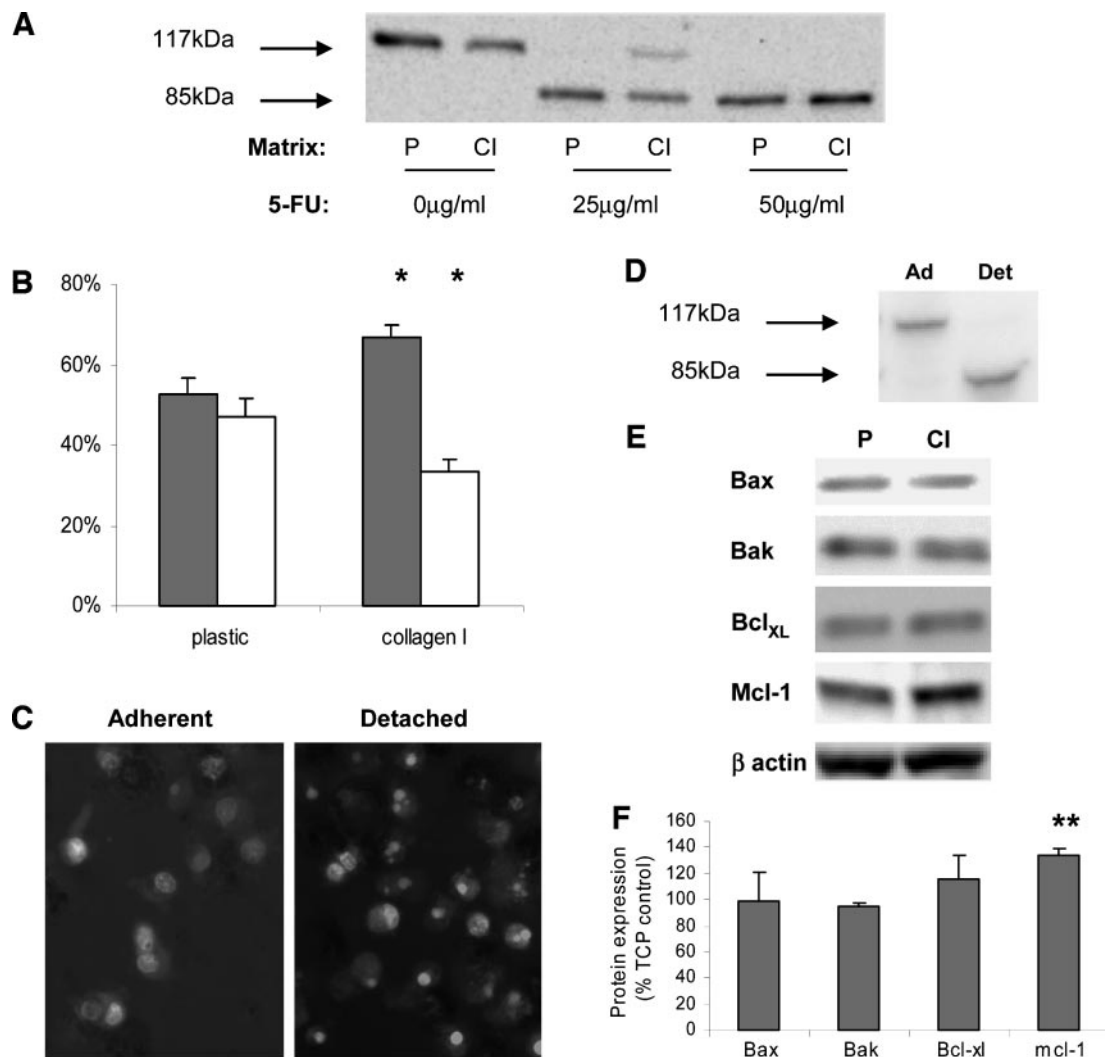 A
117kDa
85kDa
Matrix: P CI P CI P CI
5-FU: 0μg/ml 25μg/ml 50μg/ml
B
80%
60%
40%
20%
0%
* *
plastic collagen I
C
Adherent Detached
D
Ad Det
117kDa
85kDa
E
P CI
Bax
Bak
BclXL
Mcl-1
β actin
F
Protein expression
(% TCP control)
160
140
120
100
80
60
40
20
0
**
Bax Bak Bcl-xl mcl-1